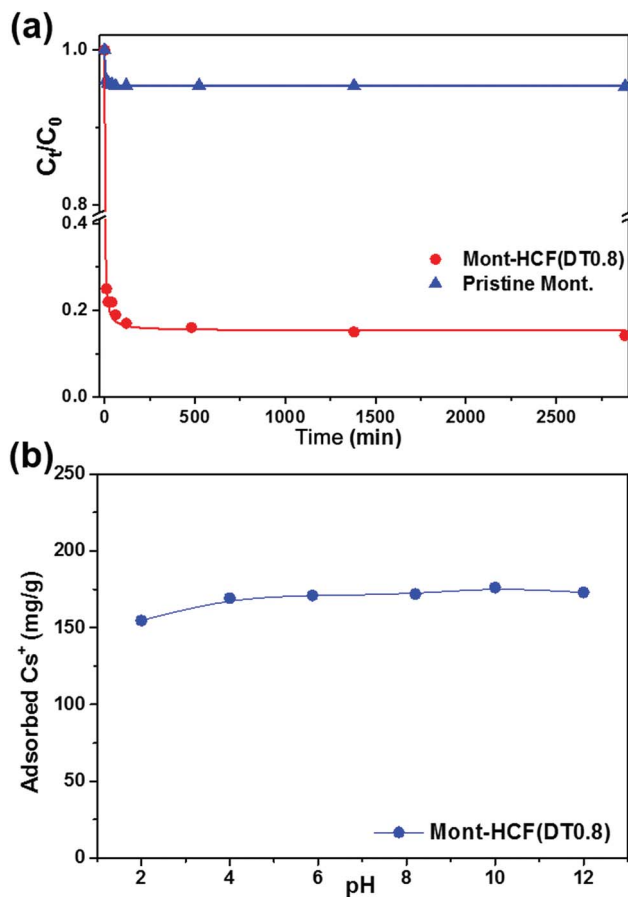 (a)
1.0
0.8
0.4
0.2
0.0
C_t/C_0
Mont-HCF(DT0.8)
Pristine Mont.
0 500 1000 1500 2000 2500
Time (min)
(b)
250
200
150
100
50
0
Adsorbed Cs⁺ (mg/g)
Mont-HCF(DT0.8)
2 4 6 8 10 12
pH